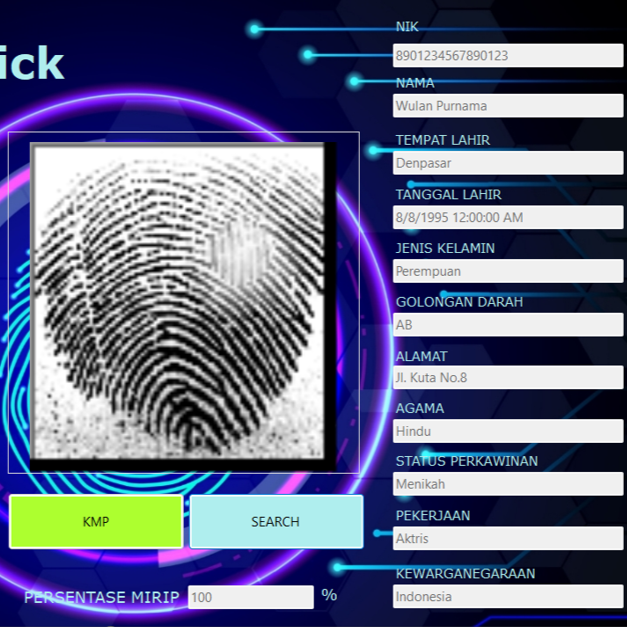 ick
KMP
SEARCH
PERSENTASE MIRIP 100 %
NIK
8901234567890123
NAMA
Wulan Purnama
TEMPAT LAHIR
Denpasar
TANGGAL LAHIR
8/8/1995 12:00:00 AM
JENIS KELAMIN
Perempuan
GOLONGAN DARAH
AB
ALAMAT
Jl. Kuta No.8
AGAMA
Hindu
STATUS PERKAWINAN
Menikah
PEKERJAAN
Aktris
KEWARGANEGARAAN
Indonesia